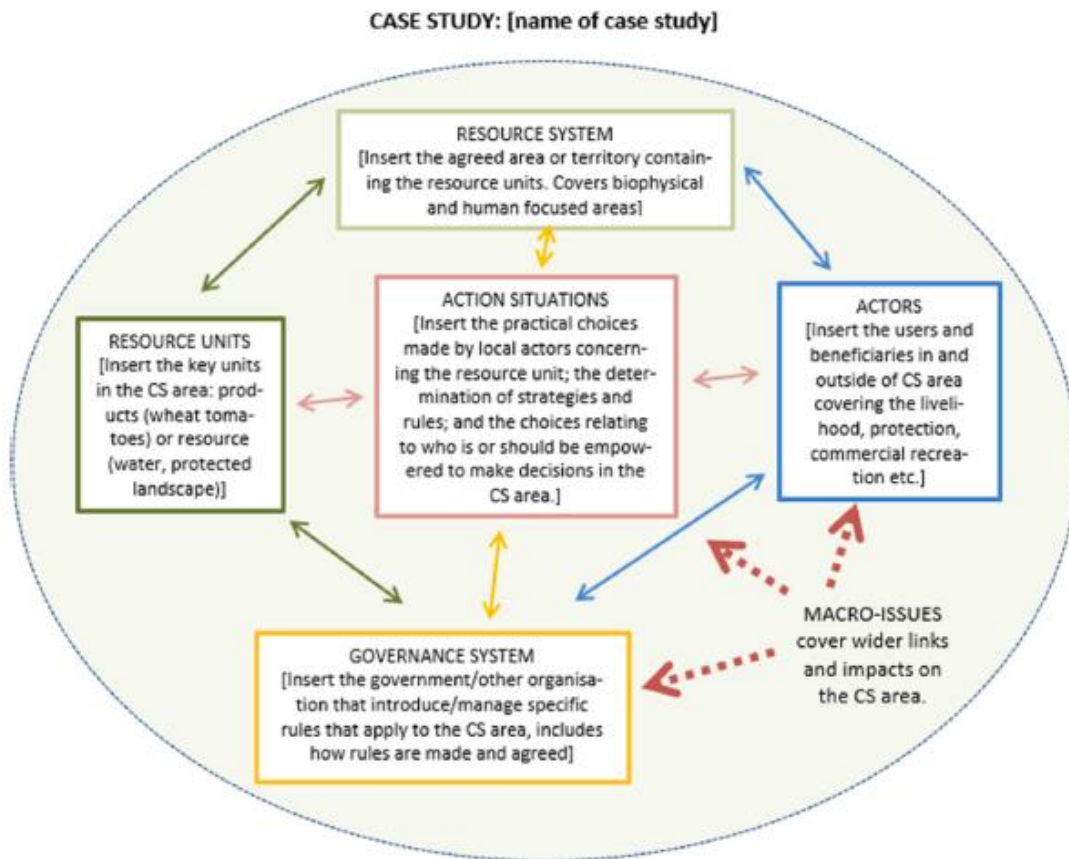 CASE STUDY: [name of case study]
RESOURCE SYSTEM
[Insert the agreed area or territory contain-
ing the resource units. Covers biophysical
and human focused areas]
RESOURCE UNITS
[Insert the key units
in the CS area: prod-
ucts (wheat toma-
toes) or resource
(water, protected
landscape)]
ACTION SITUATIONS
[Insert the practical choices
made by local actors concern-
ing the resource unit; the deter-
mination of strategies and
rules; and the choices relating
to who is or should be empow-
ered to make decisions in the
CS area.]
ACTORS
[Insert the users and
beneficiaries in and
outside of CS area
covering the liveli-
hood, protection,
commercial recrea-
tion etc.]
GOVERNANCE SYSTEM
[Insert the government/other organisa-
tion that introduce/manage specific
rules that apply to the CS area, includes
how rules are made and agreed]
MACRO-ISSUES
cover wider links
and impacts on
the CS area.